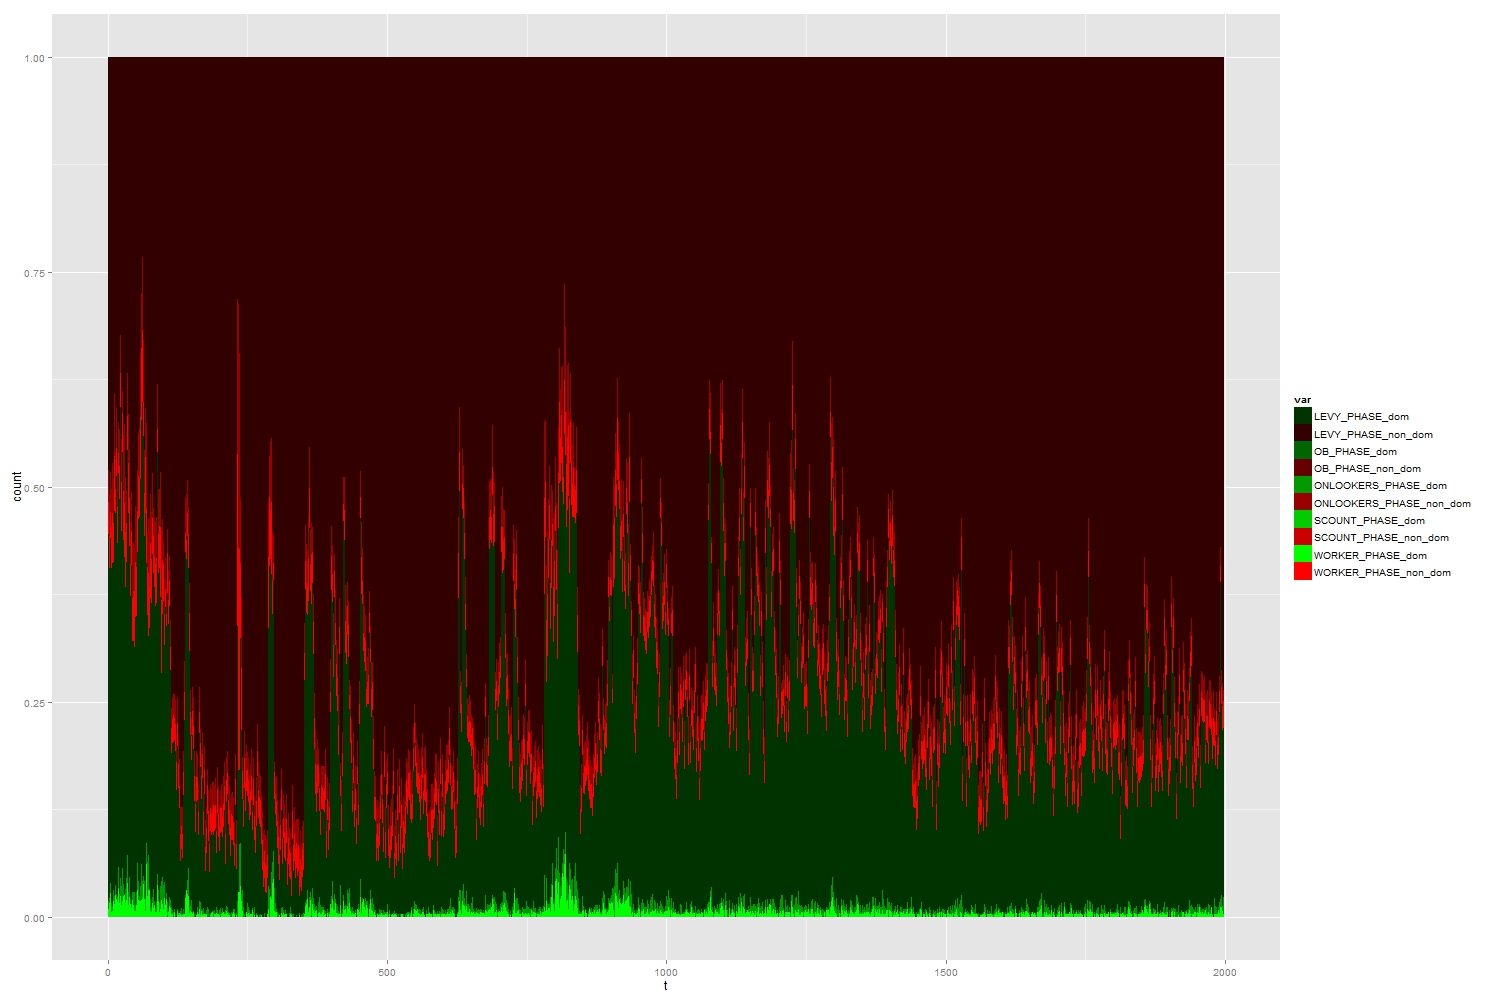 1.00
0.75
0.50
0.25
0.00
count
0
500
1000
1500
2000
t
var
LEVY_PHASE_dom
LEVY_PHASE_non_dom
OB_PHASE_dom
OB_PHASE_non_dom
ONLOOKERS_PHASE_dom
ONLOOKERS_PHASE_non_dom
SCOUNT_PHASE_dom
SCOUNT_PHASE_non_dom
WORKER_PHASE_dom
WORKER_PHASE_non_dom